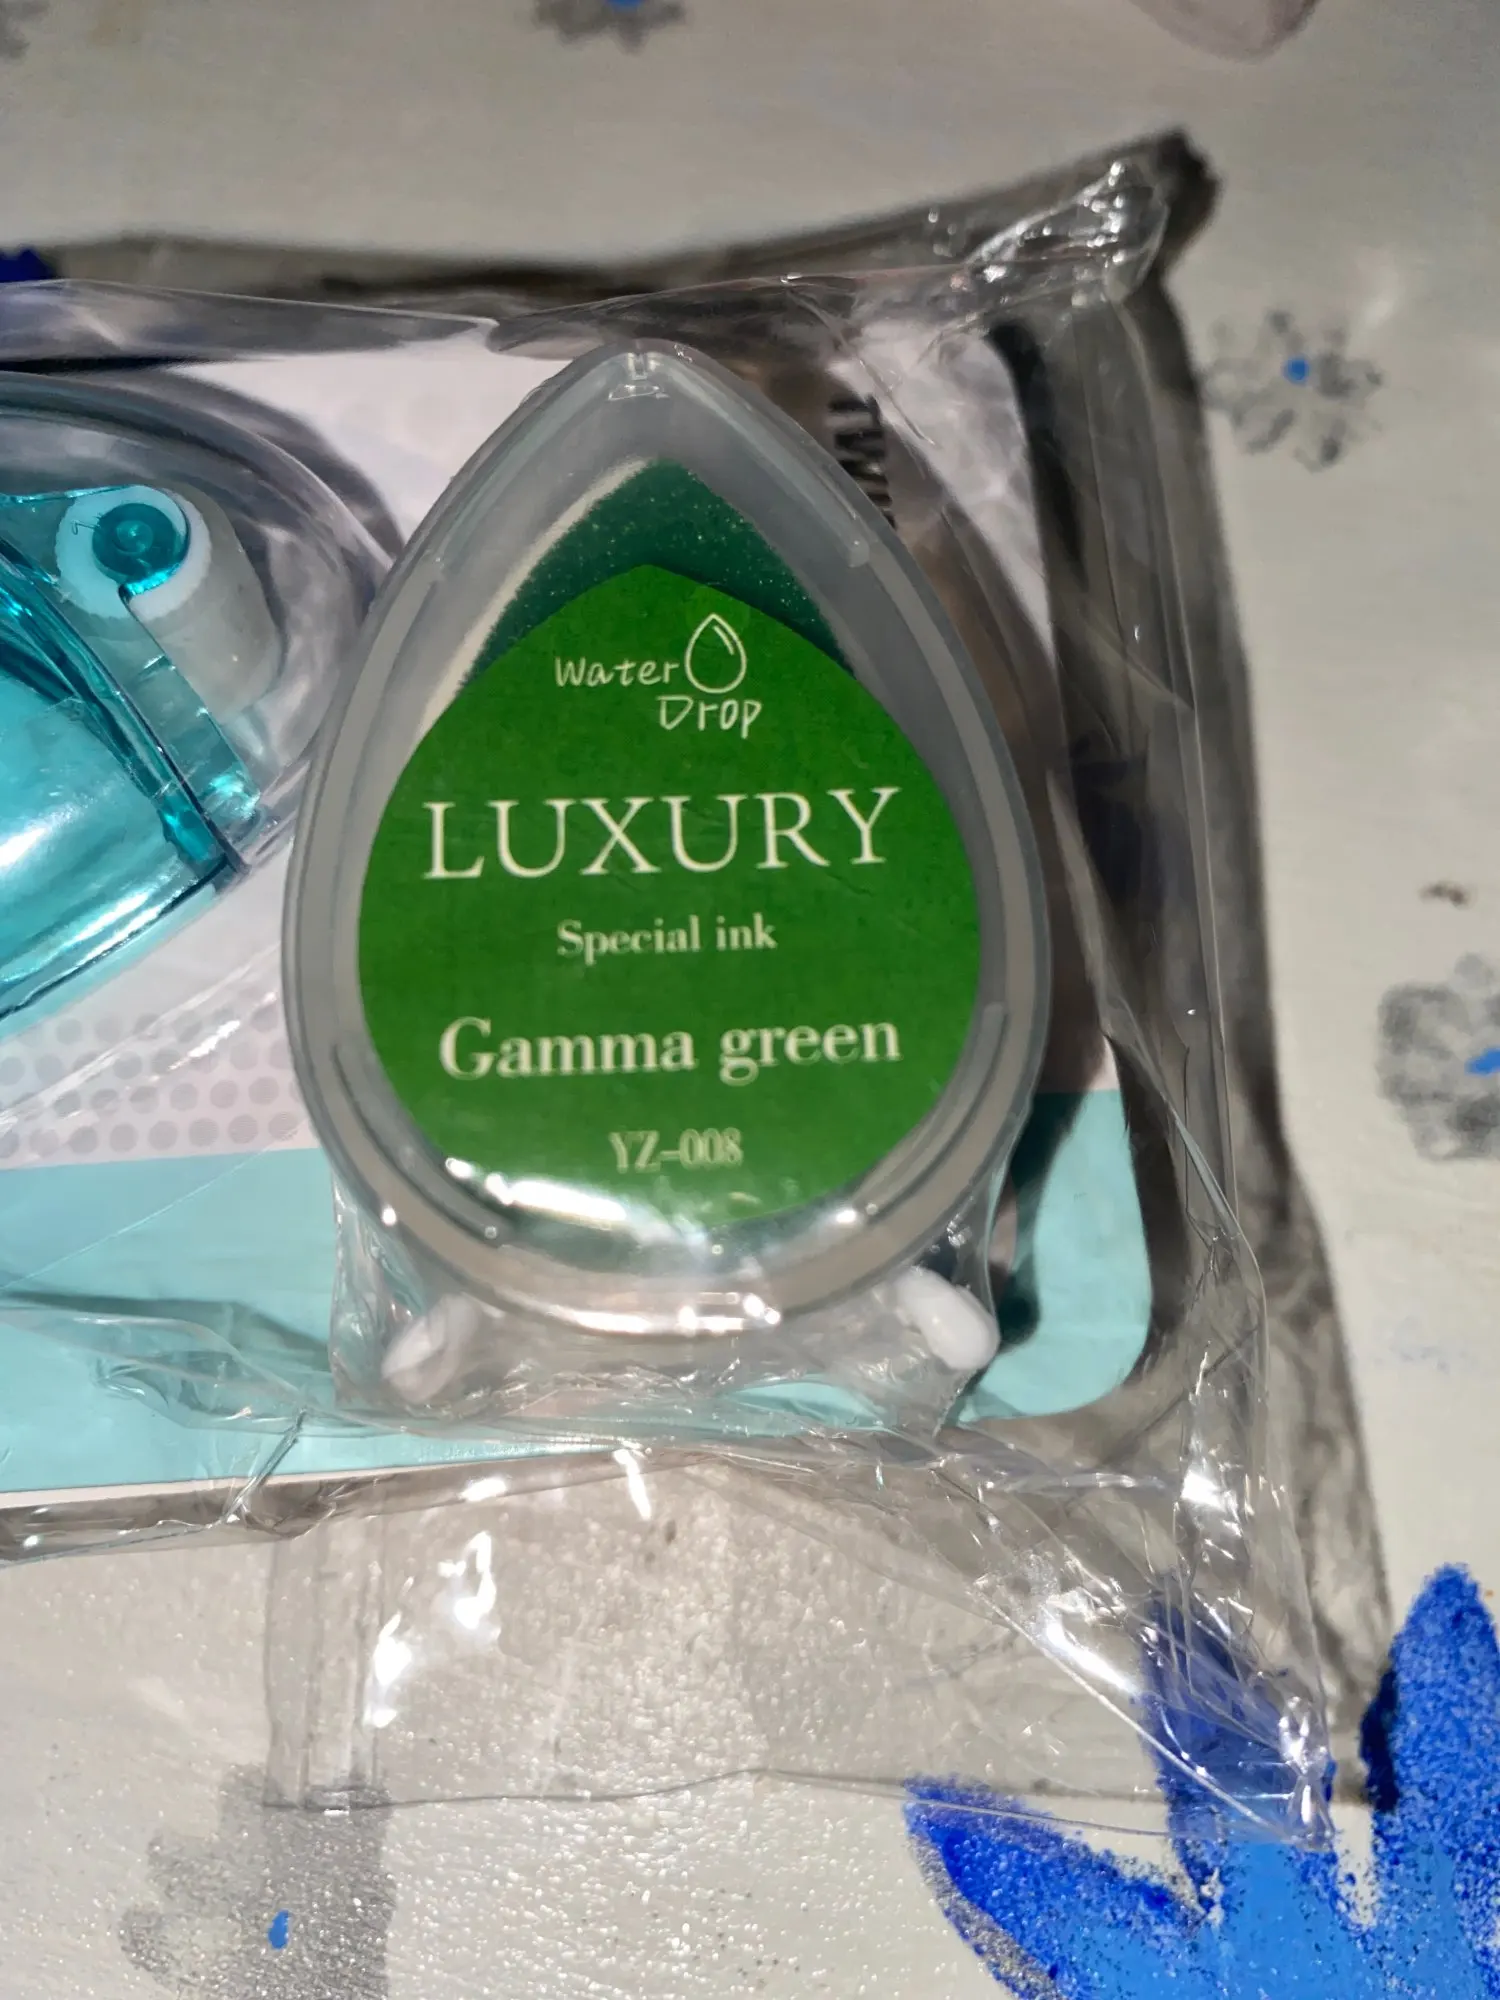 Water
Drop
LUXURY
Special ink
Gamma green
YZ-008